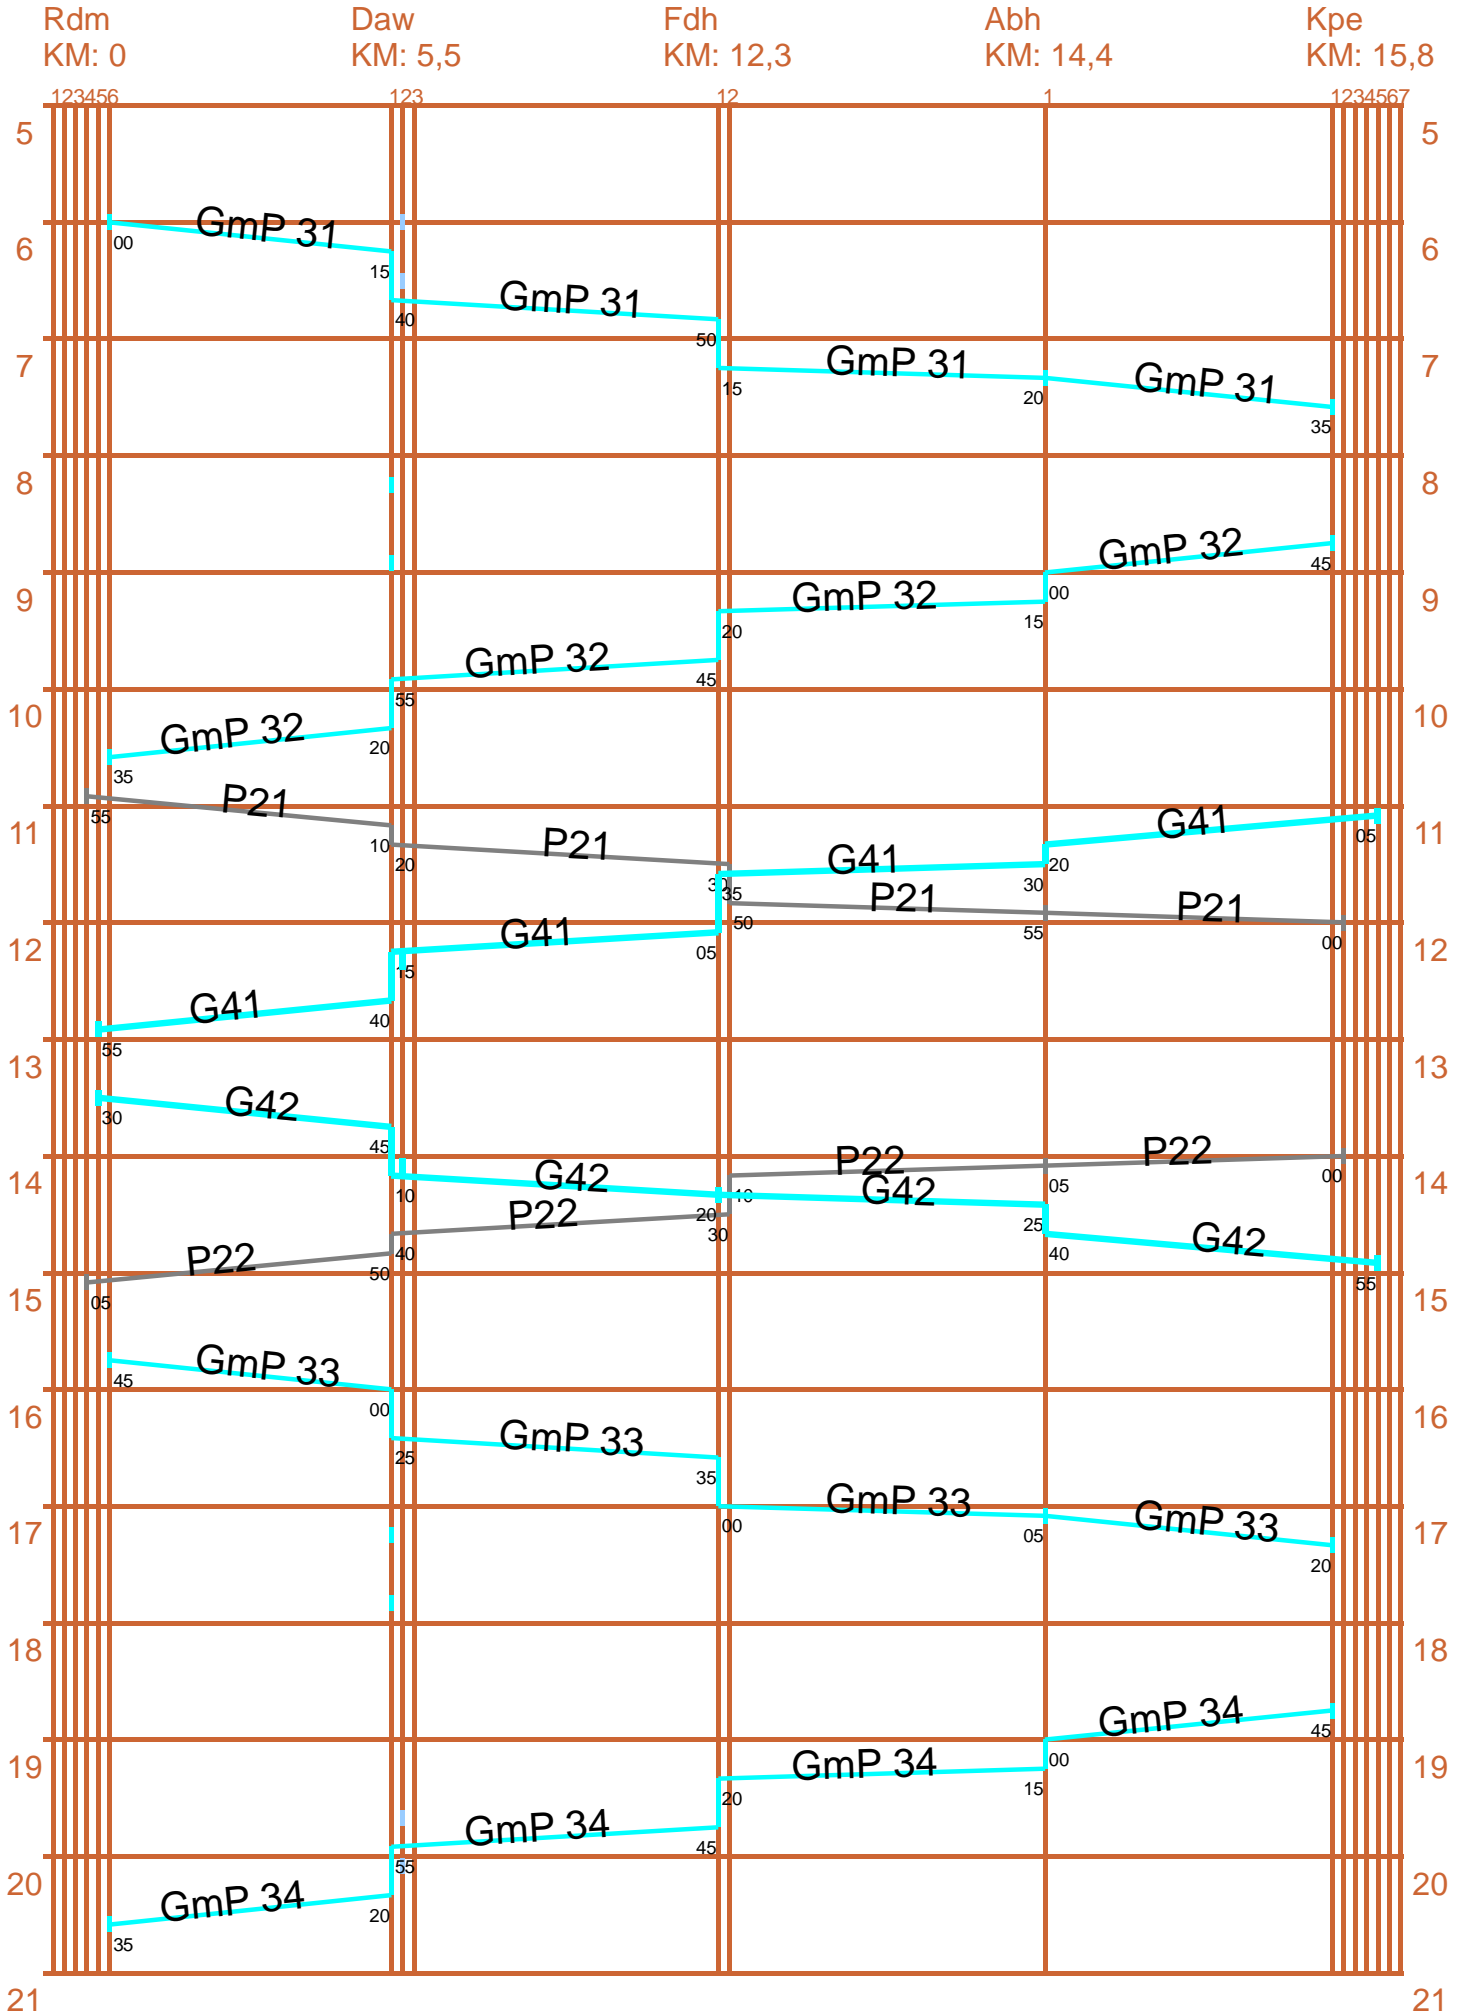 Rdm Daw Fdh Abh Kpe
KM: 0 KM: 5,5 KM: 12,3 KM: 14,4 KM: 15,8
123456 123 12 1 1234567
5 5
GmP 31
6 00 6
15
GmP 31
40
50
7 GmP 31 GmP 31 7
15 20
35
8 8
GmP 32
45
9 GmP 32 00 9
20 15
GmP 32
55 45
10 GmP 32 10
20
35
P21
55 G41
11 10 P21 G41 05 11
20 30 35 30 20
P21 P21
50 55 00
12 G41 05 12
15
G41 40
55
13 13
G42
30
45 P22 P22
14 G42 G42 05 00 14
10 10
P22 20 25
30
P22 40 G42 40
50 55
15 05 15
GmP 33
45
16 00 16
GmP 33
25 35
GmP 33 GmP 33
17 00 05 17
20
18 18
GmP 34
45
19 GmP 34 00 19
20 15
GmP 34
45
55
20 GmP 34 20
20
35
21 21